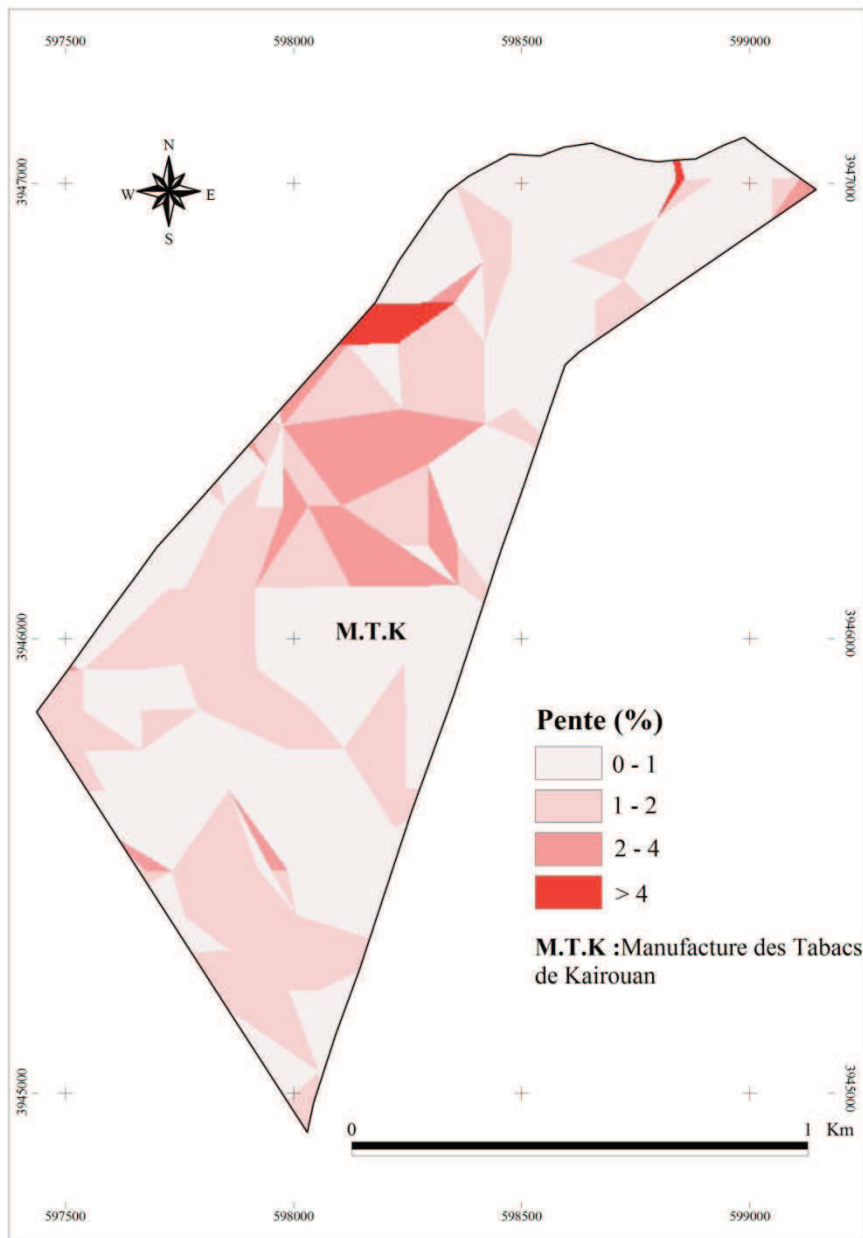 597500 598000 598500 599000
N
W E
S
3947000 3947000
M.T.K
3946000 3946000
Pente (%)
0 - 1
1 - 2
2 - 4
> 4
M.T.K :Manufacture des Tabacs
de Kairouan
3945000 3945000
0 1 Km
597500 598000 598500 599000